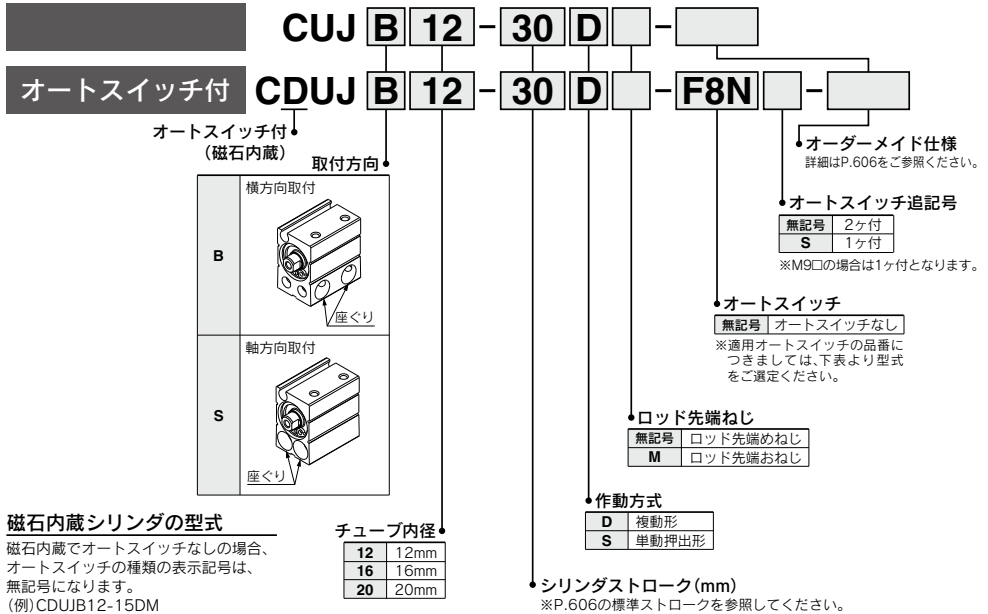 CUJ B 12 - 30 D -
オートスイッチ付 CDUJ B 12 - 30 D - F8N -
オートスイッチ付
(磁石内蔵)
取付方向
B 横方向取付
座ぐり
S 軸方向取付
座ぐり
オーダーメイド仕様
詳細はP.606をご参照ください。
オートスイッチ追記号
無記号 2ヶ付
S 1ヶ付
※M9□の場合は1ヶ付となります。
オートスイッチ
無記号 オートスイッチなし
※適用オートスイッチの品番に
つきましては、下表より型式
をご選定ください。
ロッド先端ねじ
無記号 ロッド先端めねじ
M ロッド先端おねじ
作動方式
D 複動形
S 単動押出形
シリンダストローク(mm)
※P.606の標準ストロークを参照してください。
チューブ内径
12 12mm
16 16mm
20 20mm
磁石内蔵シリンダの型式
磁石内蔵でオートスイッチなしの場合、
オートスイッチの種類の表示記号は、
無記号になります。
(例)CDUJB12-15DM